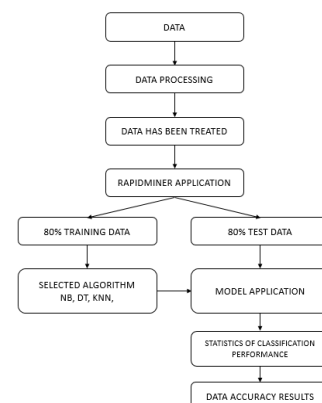 DATA
DATA PROCESSING
DATA HAS BEEN TREATED
RAPIDMINER APPLICATION
80% TRAINING DATA
80% TEST DATA
SELECTED ALGORITHM
NB, DT, KNN,
MODEL APPLICATION
STATISTICS OF CLASSIFICATION
PERFORMANCE
DATA ACCURACY RESULTS